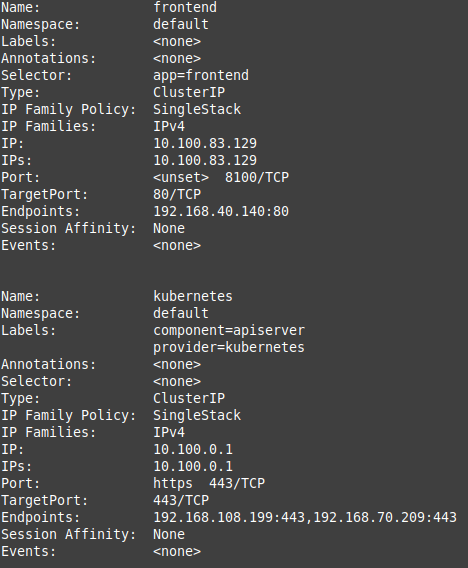 Name: frontend
Namespace: default
Labels: <none>
Annotations: <none>
Selector: app=frontend
Type: ClusterIP
IP Family Policy: SingleStack
IP Families: IPv4
IP: 10.100.83.129
IPs: 10.100.83.129
Port: <unset> 8100/TCP
TargetPort: 80/TCP
Endpoints: 192.168.40.140:80
Session Affinity: None
Events: <none>
Name: kubernetes
Namespace: default
Labels: component=apiserver
provider=kubernetes
Annotations: <none>
Selector: <none>
Type: ClusterIP
IP Family Policy: SingleStack
IP Families: IPv4
IP: 10.100.0.1
IPs: 10.100.0.1
Port: https 443/TCP
TargetPort: 443/TCP
Endpoints: 192.168.108.199:443,192.168.70.209:443
Session Affinity: None
Events: <none>